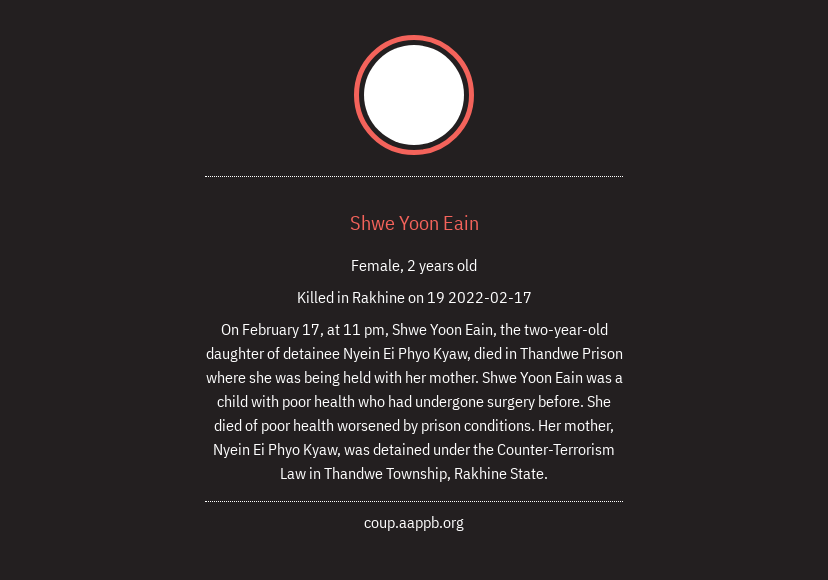 Shwe Yoon Eain
Female, 2 years old
Killed in Rakhine on 19 2022-02-17
On February 17, at 11 pm, Shwe Yoon Eain, the two-year-old
daughter of detainee Nyein Ei Phyo Kyaw, died in Thandwe Prison
where she was being held with her mother. Shwe Yoon Eain was a
child with poor health who had undergone surgery before. She
died of poor health worsened by prison conditions. Her mother,
Nyein Ei Phyo Kyaw, was detained under the Counter-Terrorism
Law in Thandwe Township, Rakhine State.
coup.aappb.org